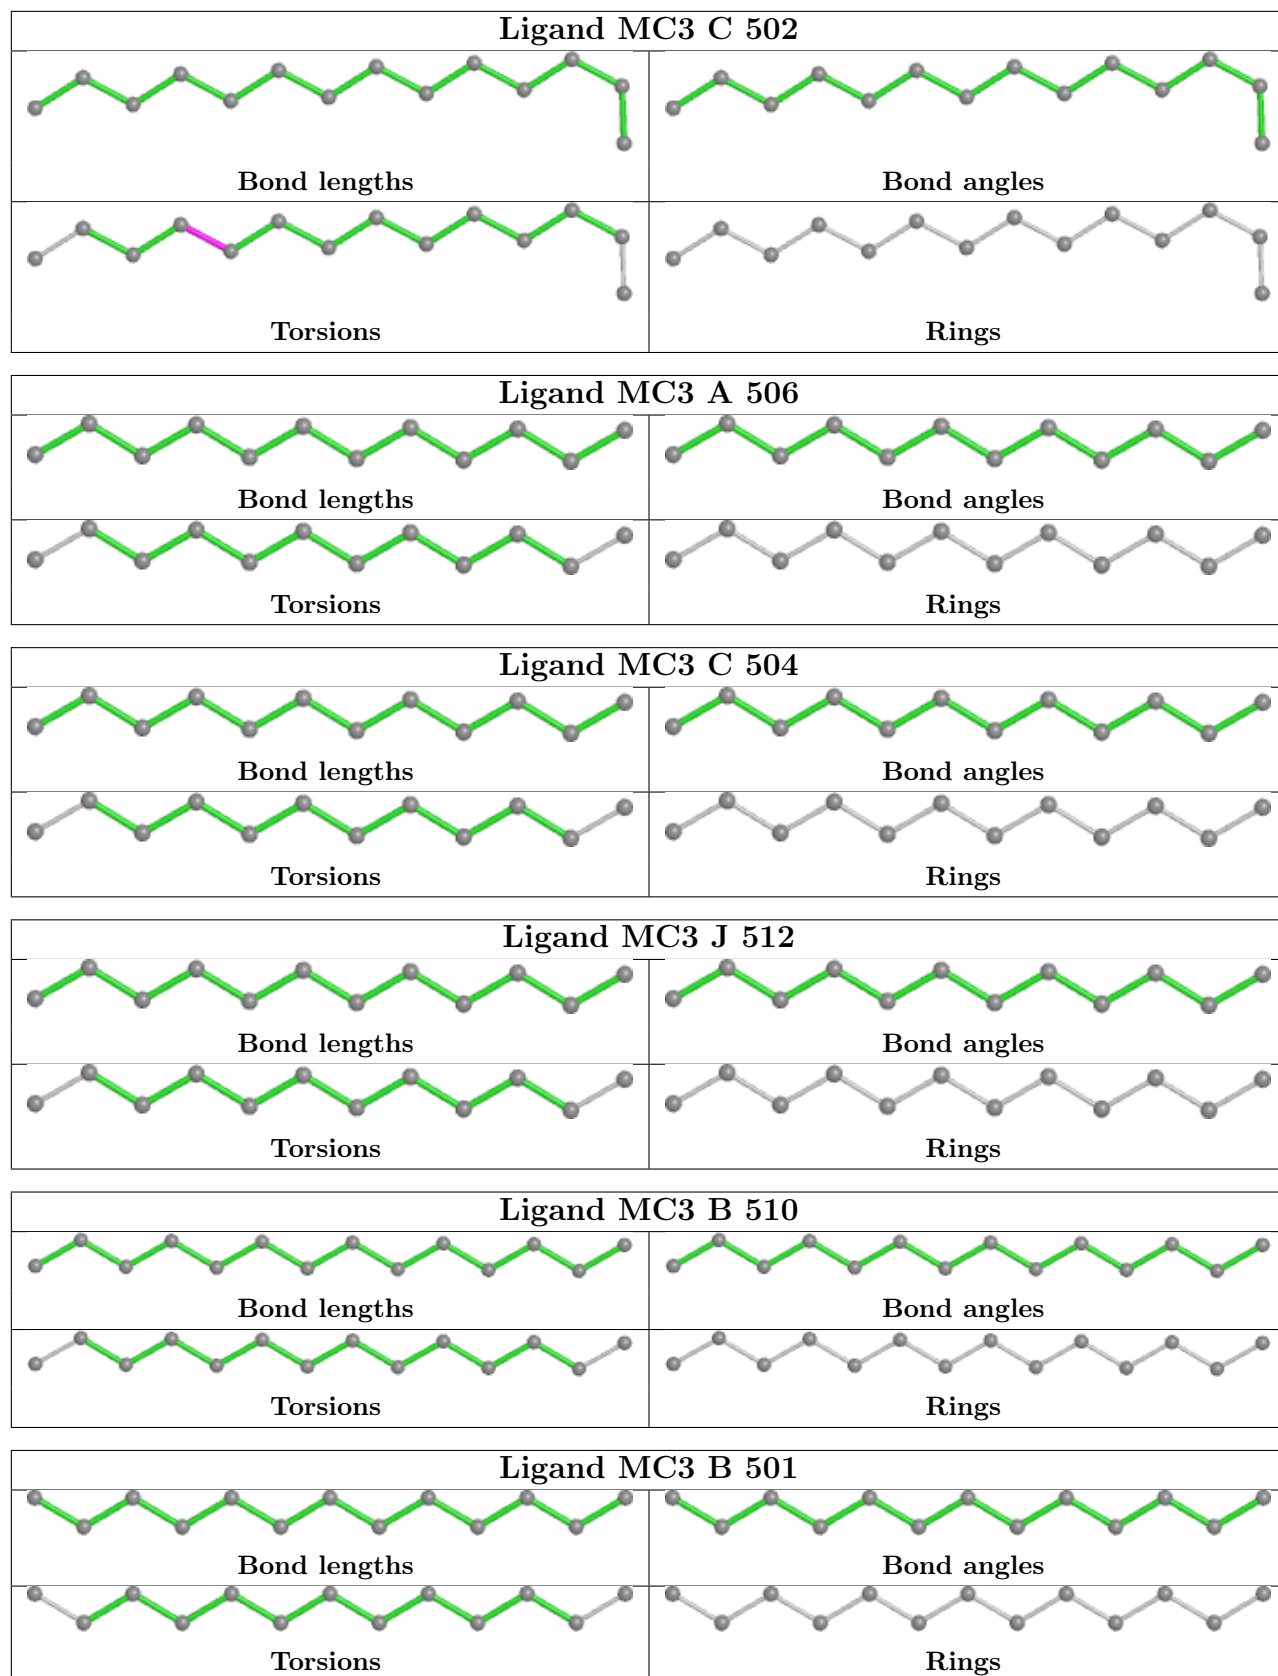 Ligand MC3 C 502
Bond lengths Bond angles
Torsions Rings
Ligand MC3 A 506
Bond lengths Bond angles
Torsions Rings
Ligand MC3 C 504
Bond lengths Bond angles
Torsions Rings
Ligand MC3 J 512
Bond lengths Bond angles
Torsions Rings
Ligand MC3 B 510
Bond lengths Bond angles
Torsions Rings
Ligand MC3 B 501
Bond lengths Bond angles
Torsions Rings